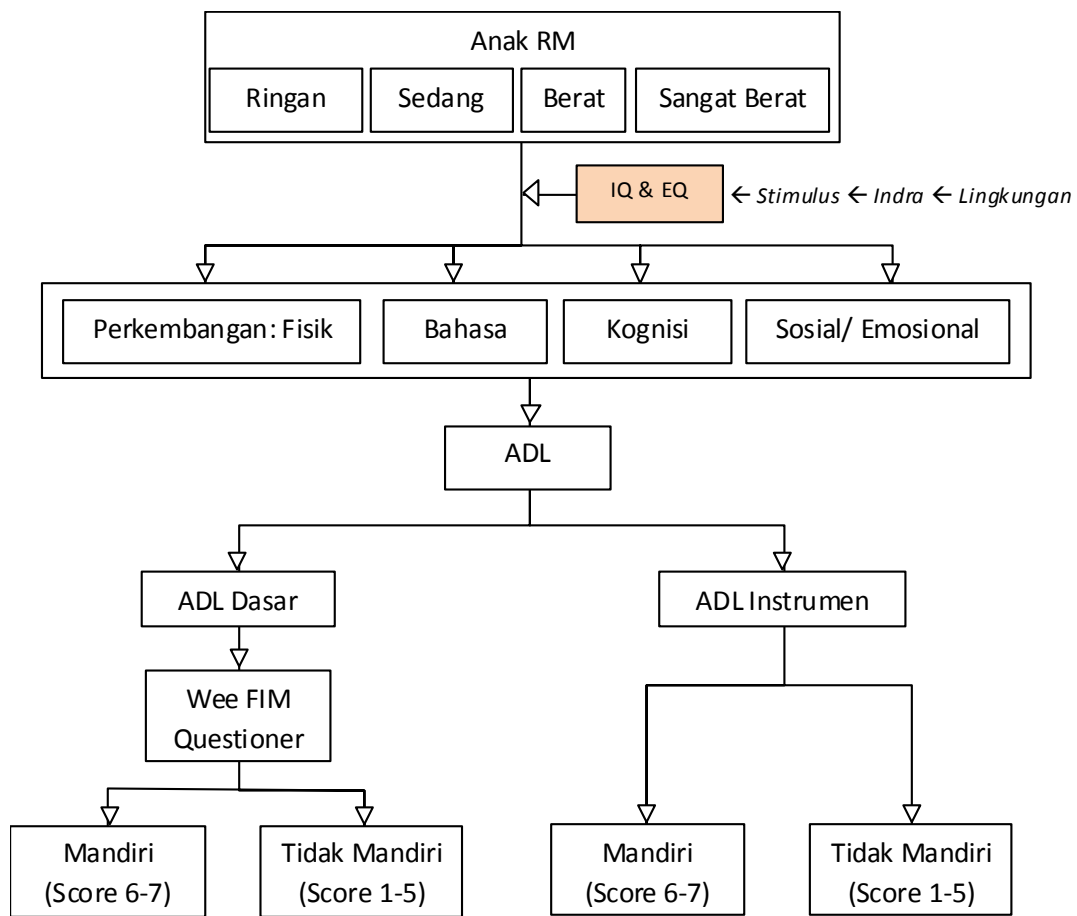 Anak RM
Ringan
Sedang
Berat
Sangat Berat
IQ & EQ
← Stimulus ← Indra ← Lingkungan
Perkembangan: Fisik
Bahasa
Kognisi
Sosial/ Emosional
ADL
ADL Dasar
ADL Instrumen
Wee FIM
Questioner
Mandiri
(Score 6-7)
Tidak Mandiri
(Score 1-5)
Mandiri
(Score 6-7)
Tidak Mandiri
(Score 1-5)